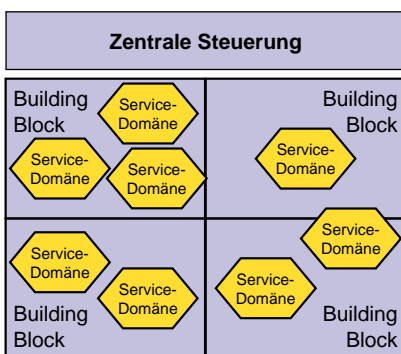 Zentrale Steuerung
Building
Block
Service-
Domäne
Service-
Domäne
Service-
Domäne
Building
Block
Service-
Domäne
Service-
Domäne
Service-
Domäne
Building
Block
Service-
Domäne
Service-
Domäne
Building
Block